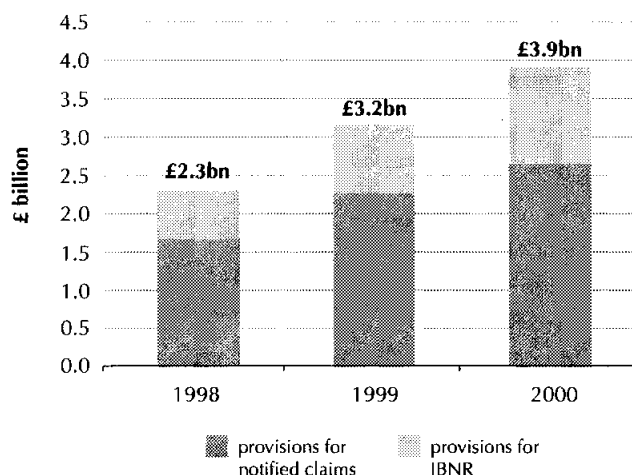 £ billion
4.5
4.0
3.5
3.0
2.5
2.0
1.5
1.0
0.5
0.0
£2.3bn
£3.2bn
£3.9bn
1998
1999
2000
provisions for
notified claims
provisions for
IBNR